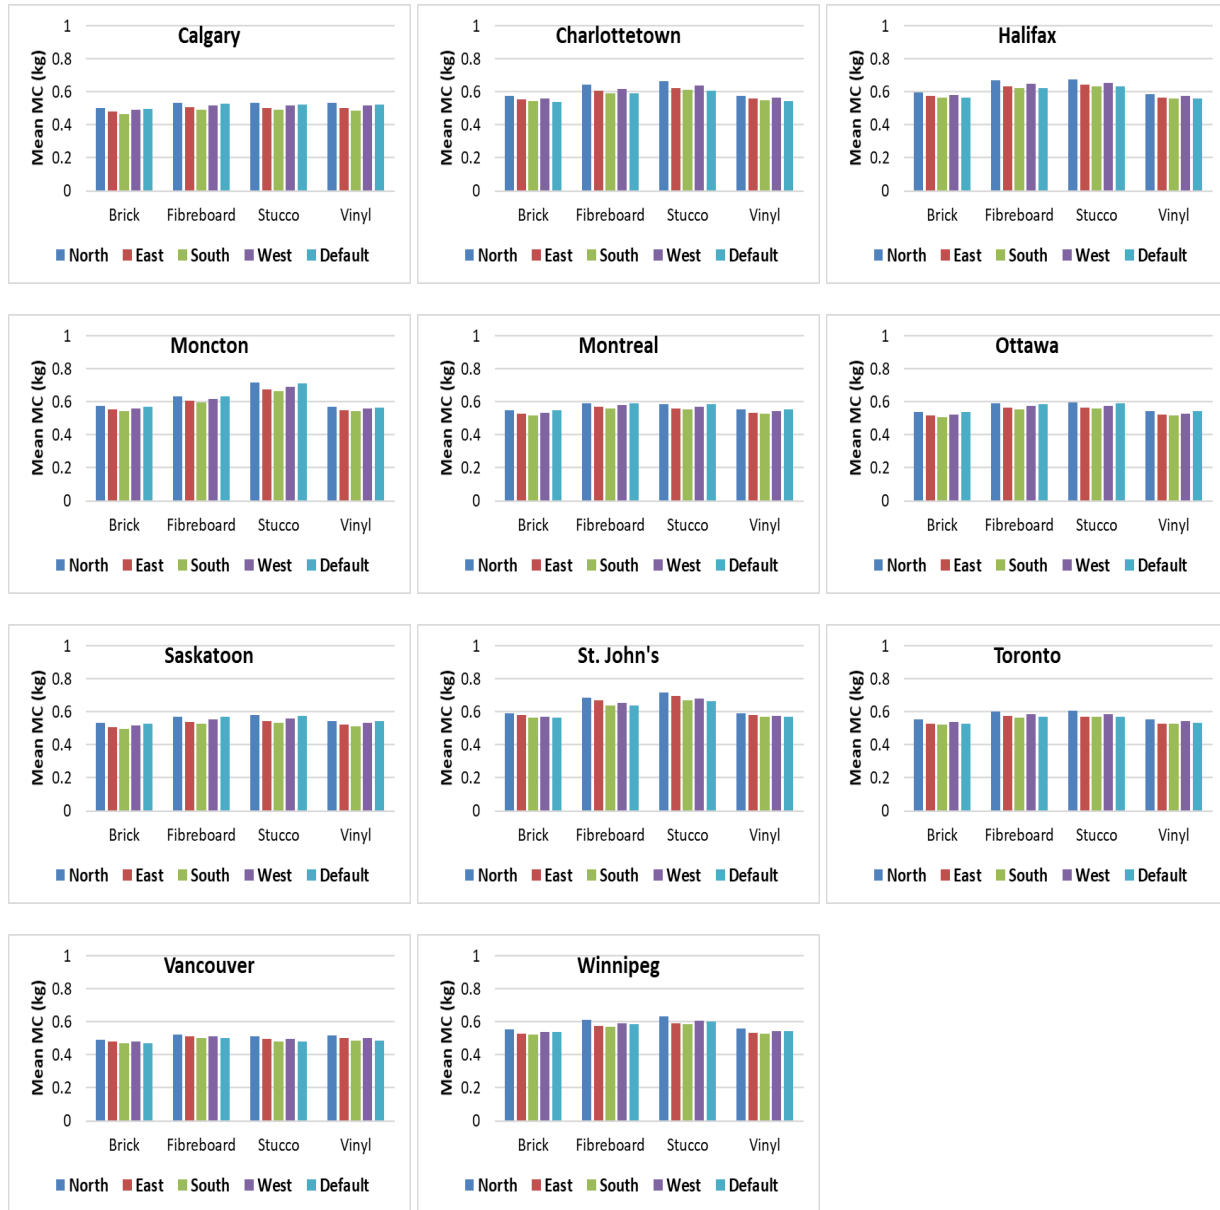 Calgary
Mean MC (kg)
1
0.8
0.6
0.4
0.2
0
Brick Fibreboard Stucco Vinyl
North East South West Default
Charlottetown
Mean MC (kg)
1
0.8
0.6
0.4
0.2
0
Brick Fibreboard Stucco Vinyl
North East South West Default
Halifax
Mean MC (kg)
1
0.8
0.6
0.4
0.2
0
Brick Fibreboard Stucco Vinyl
North East South West Default
Moncton
Mean MC (kg)
1
0.8
0.6
0.4
0.2
0
Brick Fibreboard Stucco Vinyl
North East South West Default
Montreal
Mean MC (kg)
1
0.8
0.6
0.4
0.2
0
Brick Fibreboard Stucco Vinyl
North East South West Default
Ottawa
Mean MC (kg)
1
0.8
0.6
0.4
0.2
0
Brick Fibreboard Stucco Vinyl
North East South West Default
Saskatoon
Mean MC (kg)
1
0.8
0.6
0.4
0.2
0
Brick Fibreboard Stucco Vinyl
North East South West Default
St. John's
Mean MC (kg)
1
0.8
0.6
0.4
0.2
0
Brick Fibreboard Stucco Vinyl
North East South West Default
Toronto
Mean MC (kg)
1
0.8
0.6
0.4
0.2
0
Brick Fibreboard Stucco Vinyl
North East South West Default
Vancouver
Mean MC (kg)
1
0.8
0.6
0.4
0.2
0
Brick Fibreboard Stucco Vinyl
North East South West Default
Winnipeg
Mean MC (kg)
1
0.8
0.6
0.4
0.2
0
Brick Fibreboard Stucco Vinyl
North East South West Default